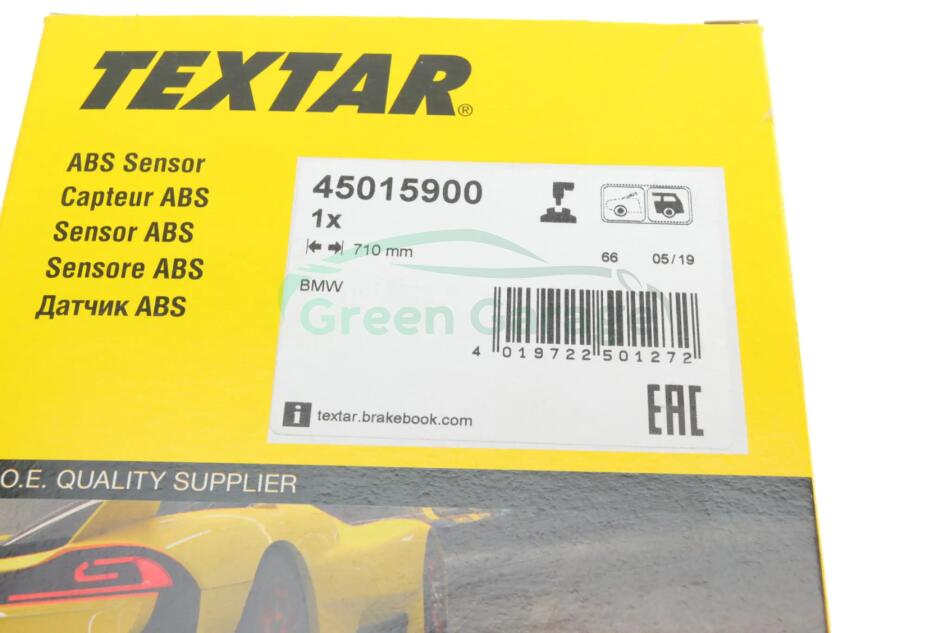 TEXTAR®
ABS Sensor
Capteur ABS
Sensor ABS
Sensore ABS
Датчик ABS
45015900
1x
710 mm
66 05/19
BMW
Green Garage
4 019722 501272
i textar.brakebook.com
EAC
O.E. QUALITY SUPPLIER